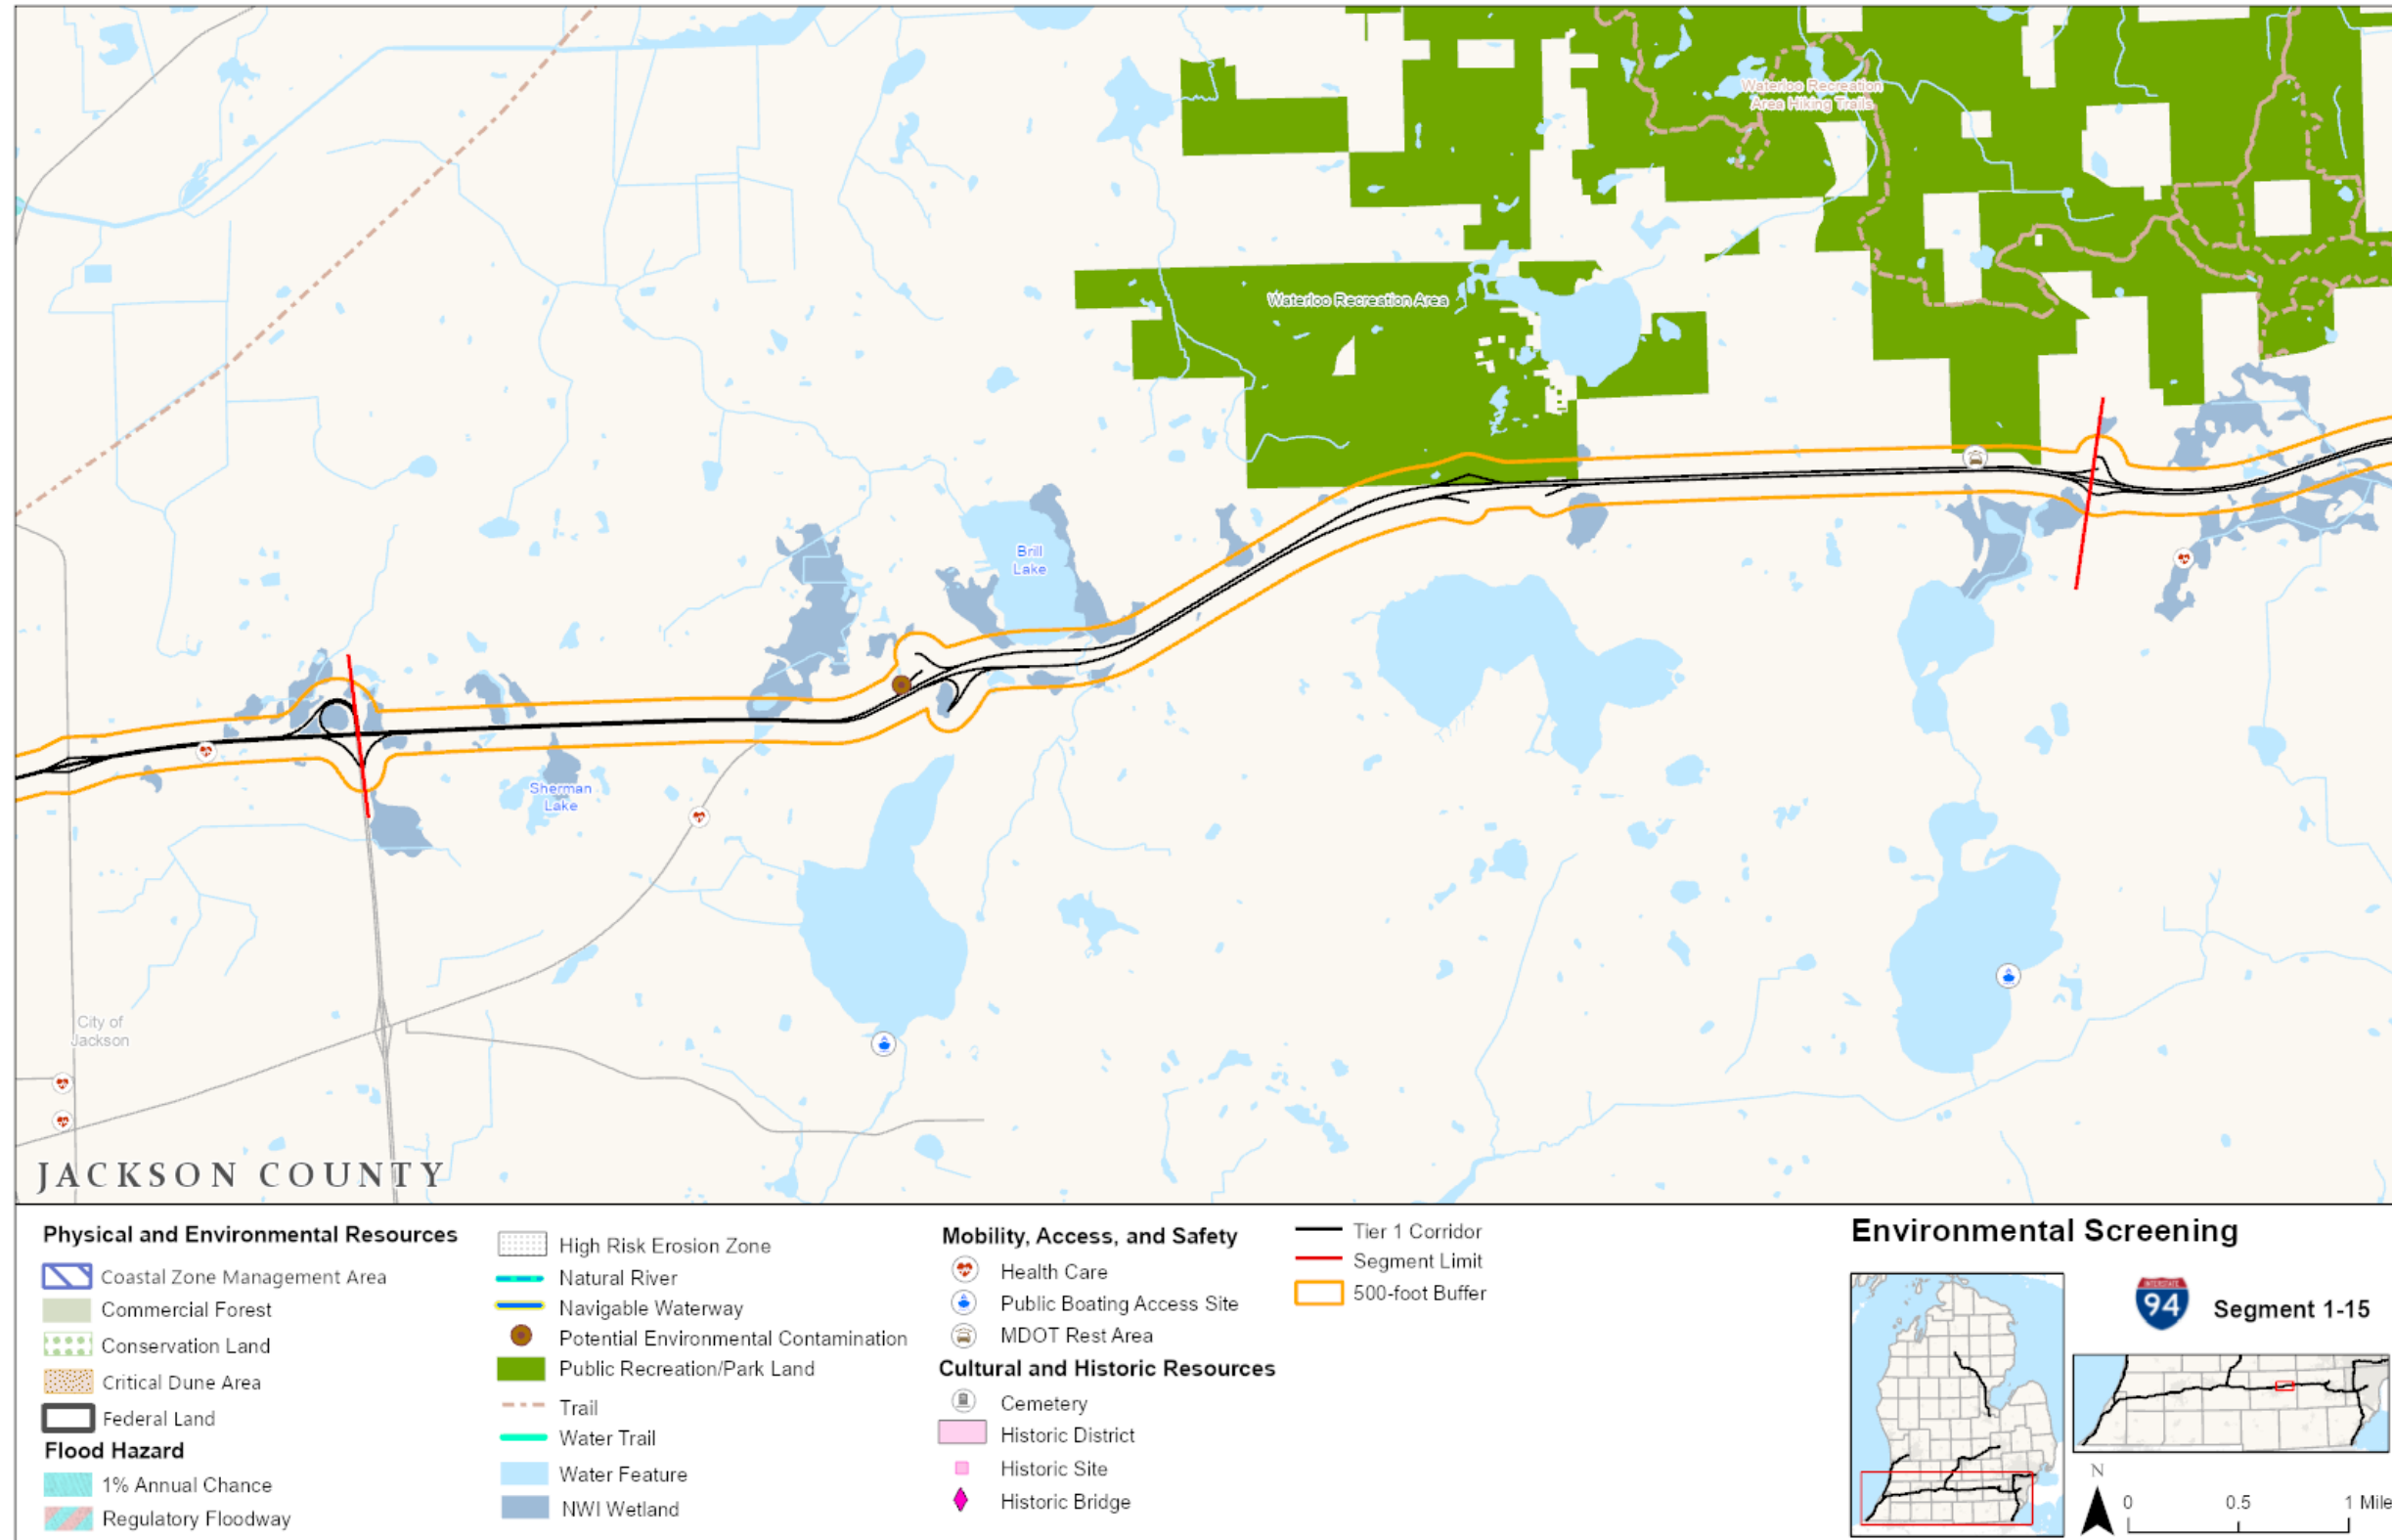 Waterloo Recreation
Area Hiking Trails
Waterloo Recreation Area
Brill
Lake
Sherman
Lake
City of
Jackson
JACKSON COUNTY
Physical and Environmental Resources
Coastal Zone Management Area
Commercial Forest
Conservation Land
Critical Dune Area
Federal Land
Flood Hazard
1% Annual Chance
Regulatory Floodway
High Risk Erosion Zone
Natural River
Navigable Waterway
Potential Environmental Contamination
Public Recreation/Park Land
Trail
Water Trail
Water Feature
NWI Wetland
Mobility, Access, and Safety
Health Care
Public Boating Access Site
MDOT Rest Area
Cultural and Historic Resources
Cemetery
Historic District
Historic Site
Historic Bridge
Tier 1 Corridor
Segment Limit
500-foot Buffer
Environmental Screening
INTERSTATE
94
Segment 1-15
N
0 0.5 1 Mile